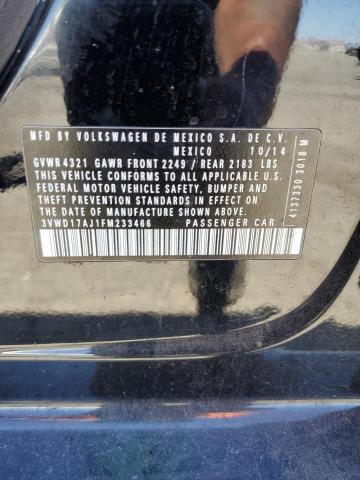 MFD BY VOLKSWAGEN DE MEXICO S.A. DE C.V.
MEXICO 10/14
GVWR 4321 GAWR FRONT 2249 / REAR 2183 LBS
THIS VEHICLE CONFORMS TO ALL APPLICABLE U.S.
FEDERAL MOTOR VEHICLE SAFETY, BUMPER AND
THEFT PREVENTION STANDARDS IN EFFECT ON THE
DATE OF MANUFACTURE SHOWN ABOVE.
3VWD17AJ1FM233466 PASSENGER CAR
4137330 3018 M